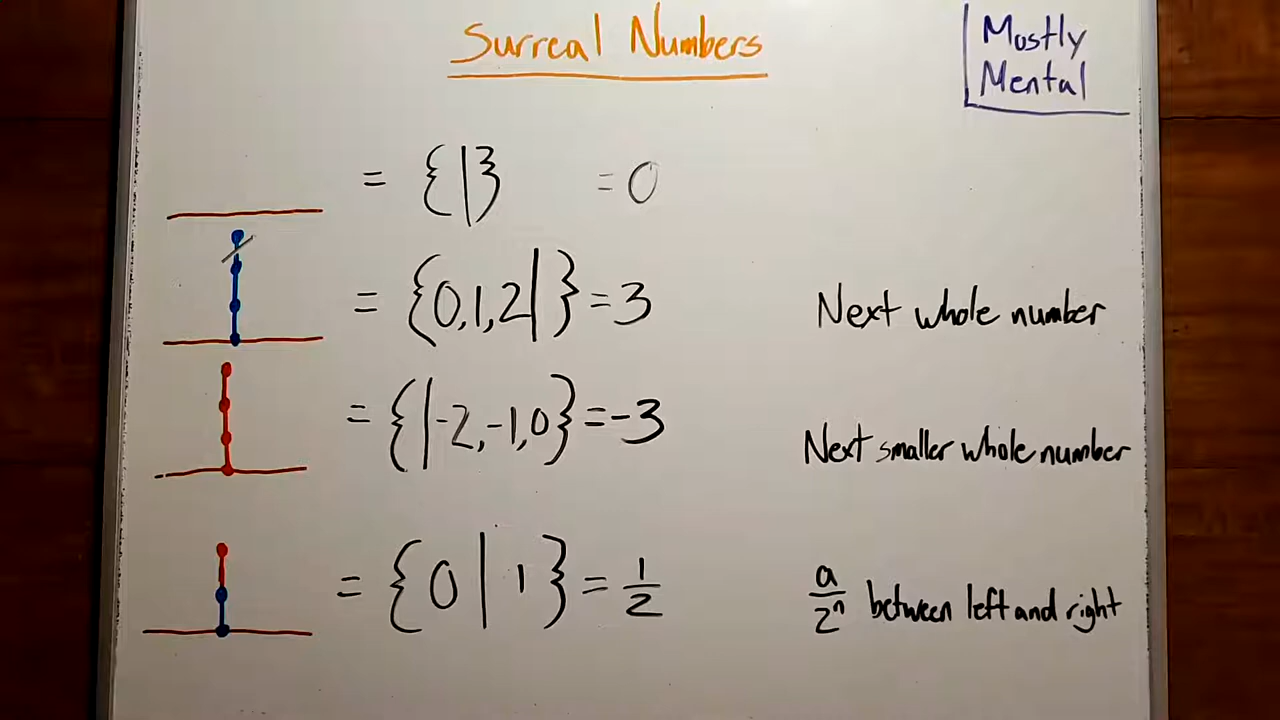 Surreal Numbers
Mostly
Mental
= { | } = 0
= {0,1,2| } = 3
Next whole number
= { |-2,-1,0} = -3
Next smaller whole number
= {0 | 1} = 1/2
a/2ⁿ between left and right